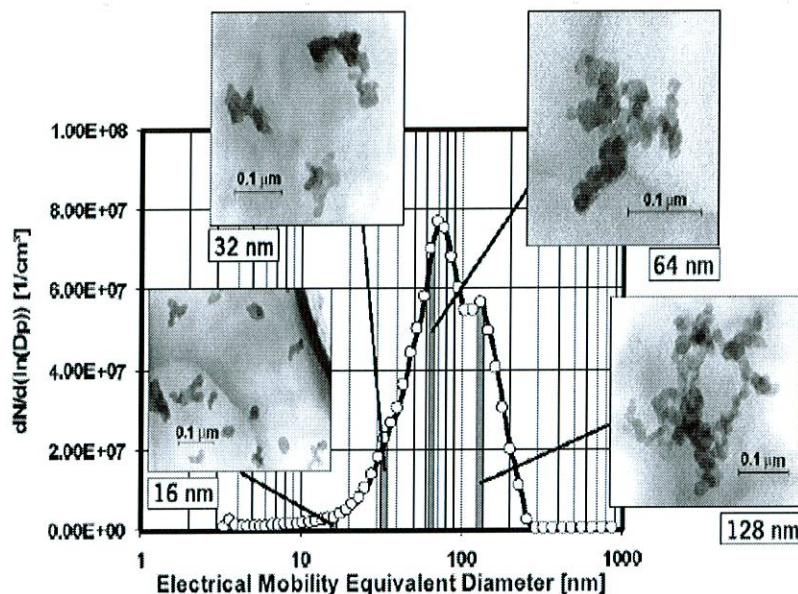 0.1 µm
32 nm
0.1 µm
64 nm
0.1 µm
16 nm
0.1 µm
128 nm
dN/d(ln(Dp)) [1/cm³]
1.00E+08
8.00E+07
6.00E+07
4.00E+07
2.00E+07
0.00E+00
1
10
100
1000
Electrical Mobility Equivalent Diameter [nm]